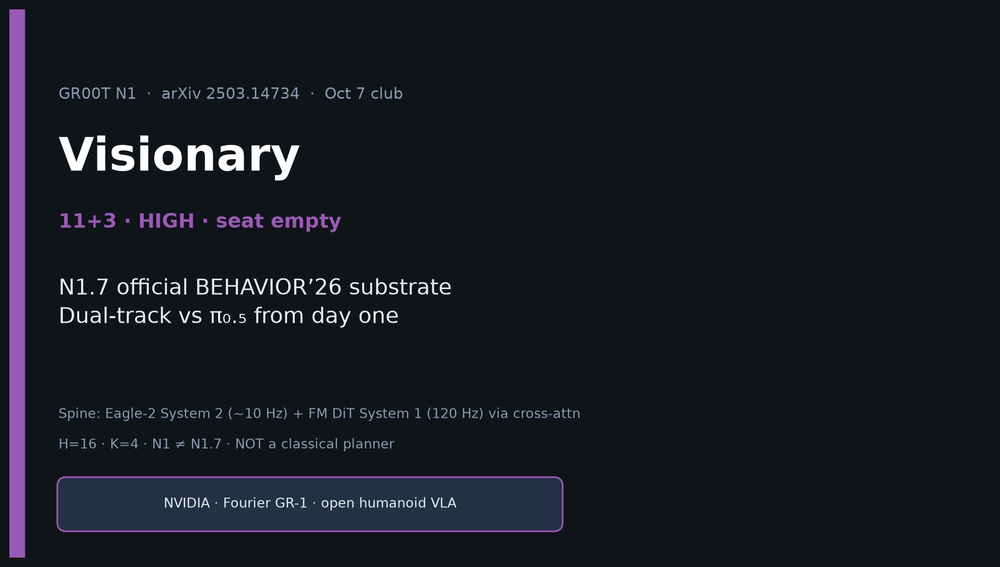 GR00T N1 · arXiv 2503.14734 · Oct 7 club
Visionary
11+3 · HIGH · seat empty
N1.7 official BEHAVIOR’26 substrate
Dual-track vs π₀.₅ from day one
Spine: Eagle-2 System 2 (~10 Hz) + FM DiT System 1 (120 Hz) via cross-attn
H=16 · K=4 · N1 ≠ N1.7 · NOT a classical planner
NVIDIA · Fourier GR-1 · open humanoid VLA